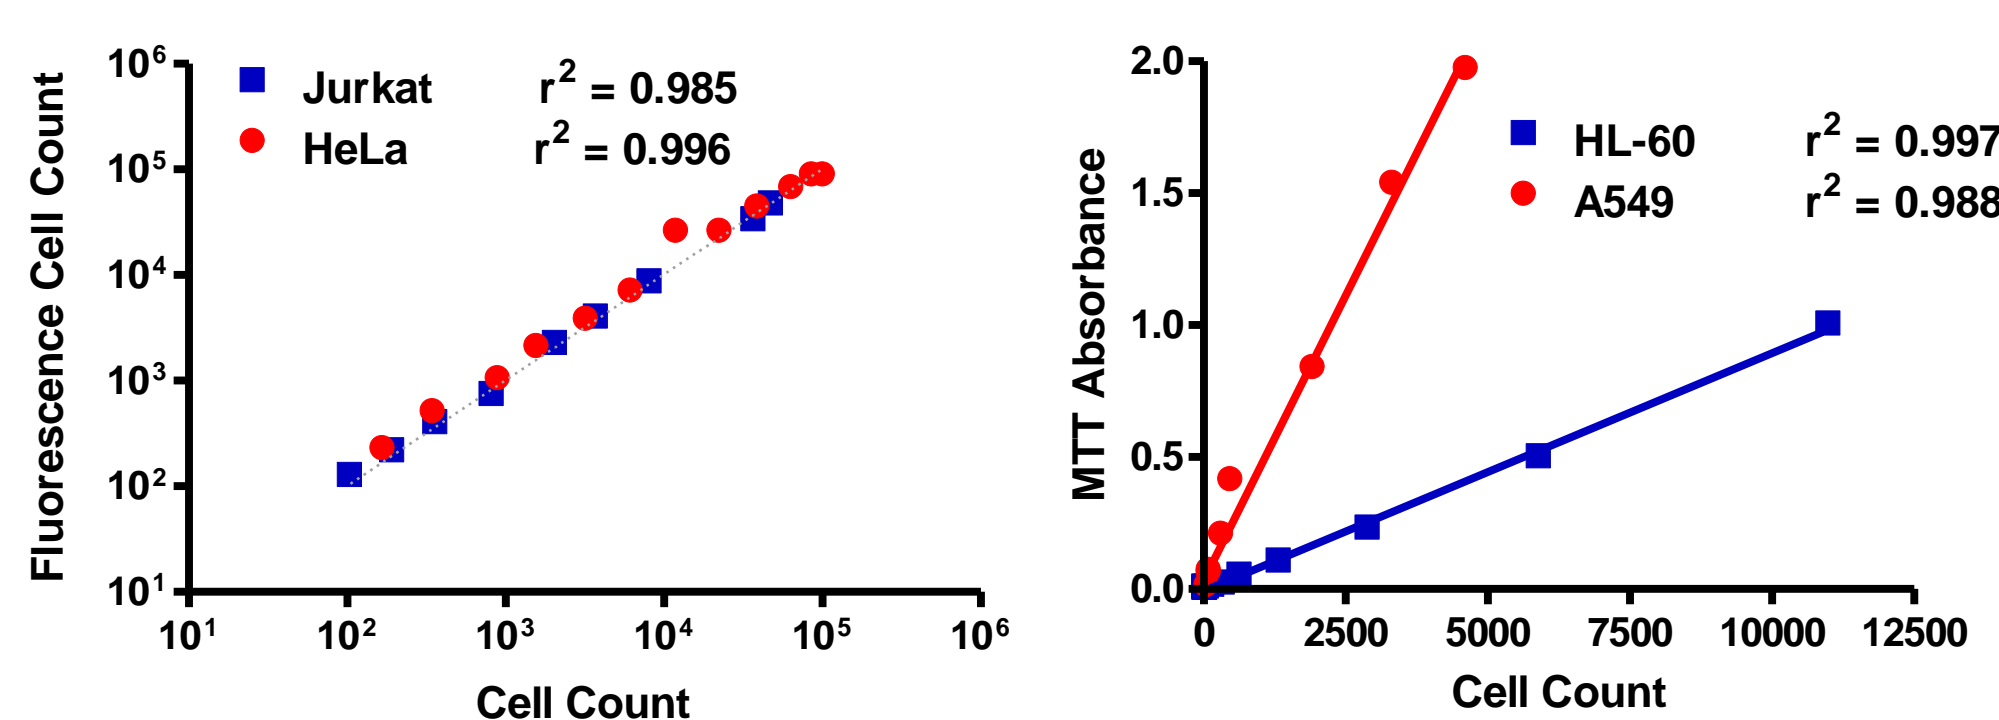 Fluorescence Cell Count
10⁶
10⁵
10⁴
10³
10²
10¹
Jurkat r² = 0.985
HeLa r² = 0.996
10¹ 10² 10³ 10⁴ 10⁵ 10⁶
Cell Count
MTT Absorbance
2.0
1.5
1.0
0.5
0.0
HL-60 r² = 0.997
A549 r² = 0.988
0 2500 5000 7500 10000 12500
Cell Count